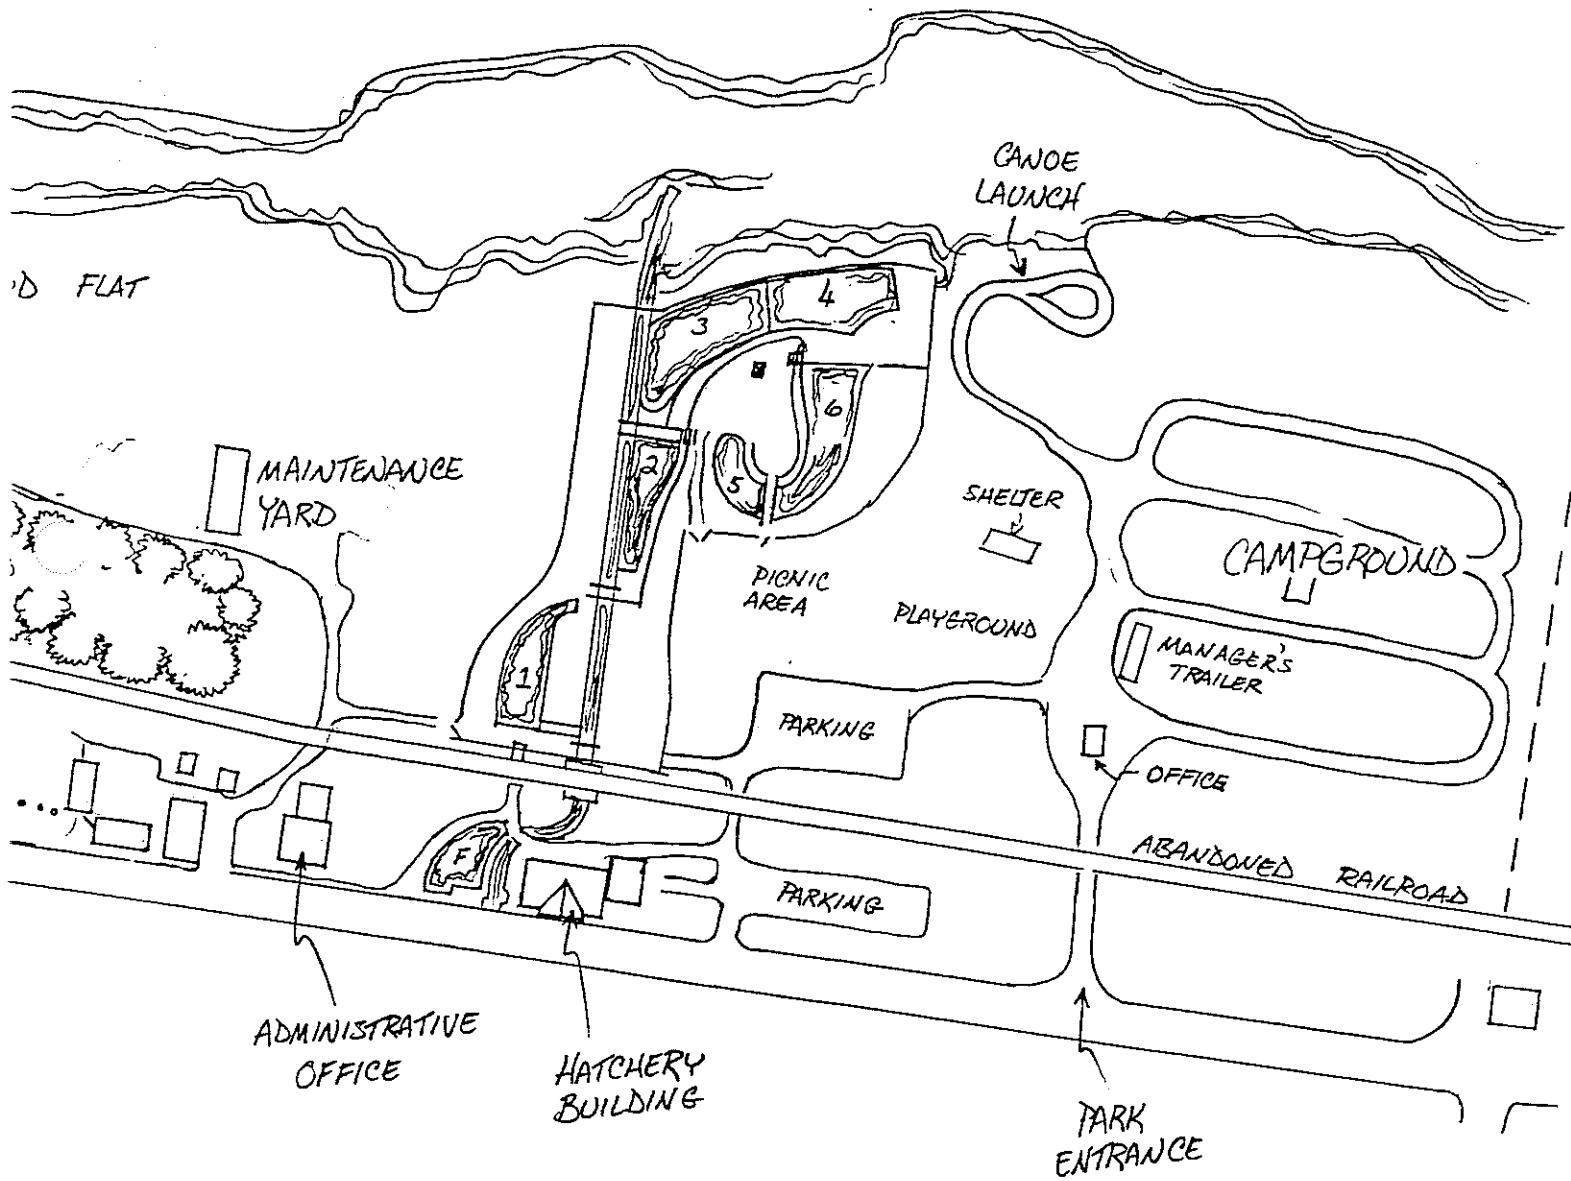 CANOE
LAUNCH
'D FLAT
4
3
6
2
5
MAINTENANCE
YARD
SHELTER
CAMPGROUND
PICNIC
AREA
PLAYGROUND
MANAGER'S
TRAILER
1
PARKING
OFFICE
ABANDONED RAILROAD
F
PARKING
ADMINISTRATIVE
OFFICE
HATCHERY
BUILDING
PARK
ENTRANCE